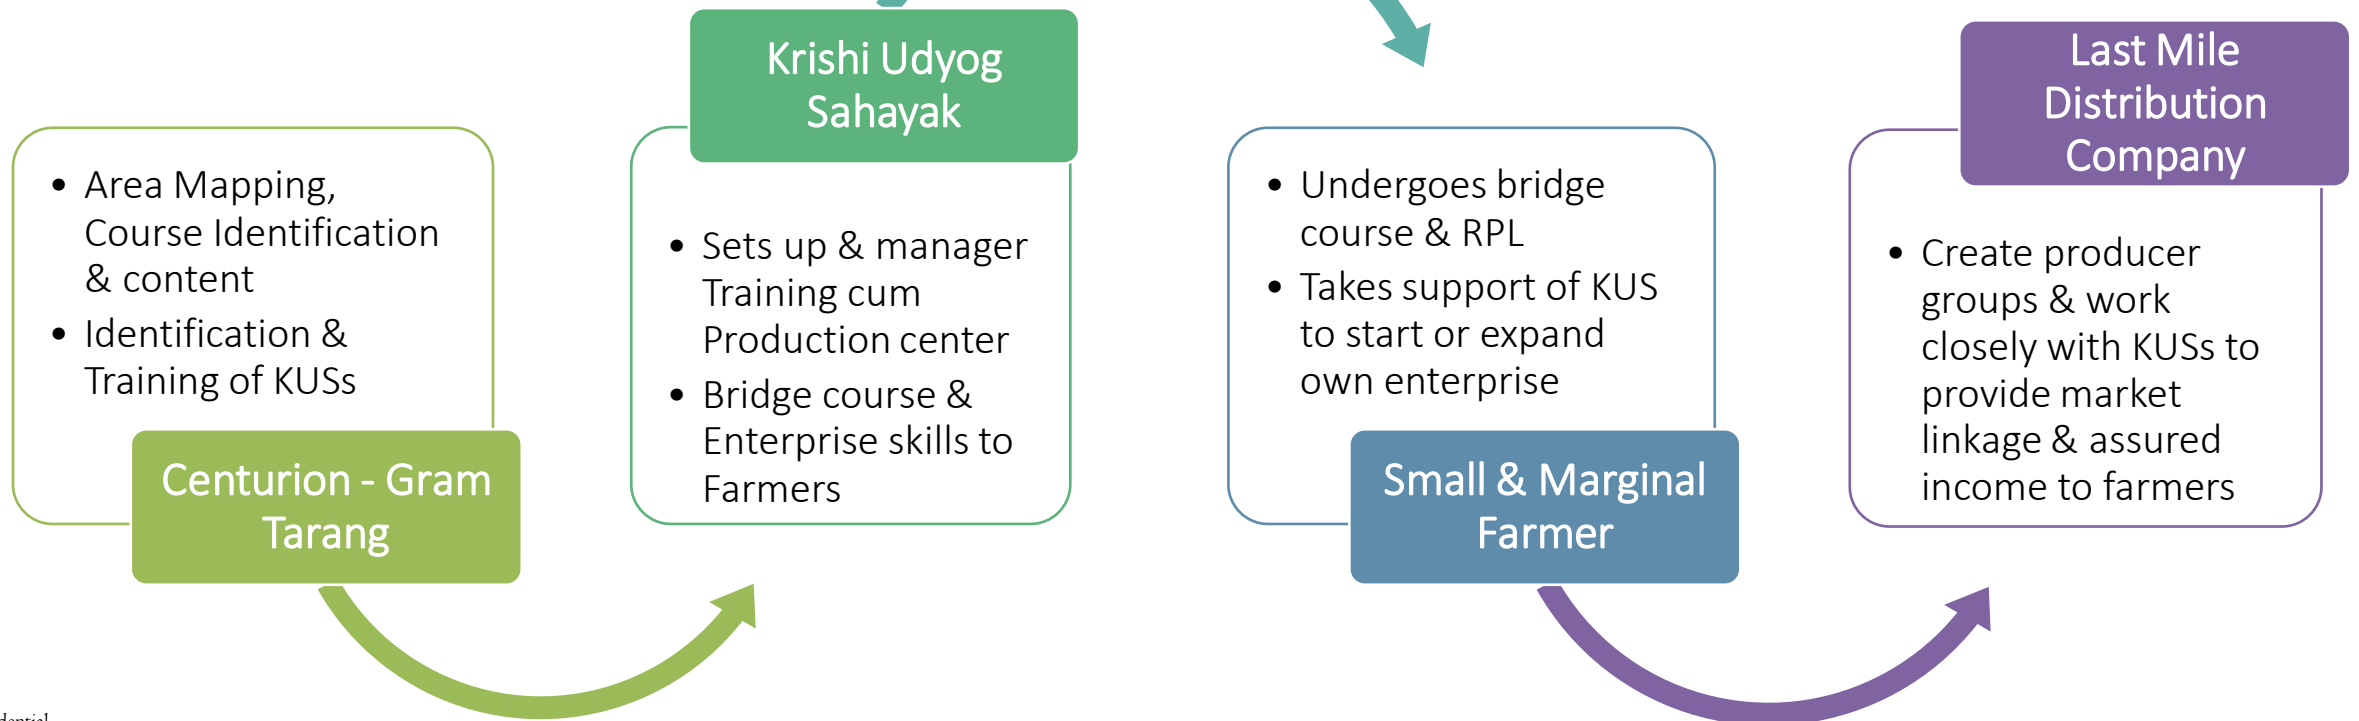 • Area Mapping,
Course Identification
& content
• Identification &
Training of KUSs
Centurion - Gram
Tarang
Krishi Udyog
Sahayak
• Sets up & manager
Training cum
Production center
• Bridge course &
Enterprise skills to
Farmers
• Undergoes bridge
course & RPL
• Takes support of KUS
to start or expand
own enterprise
Small & Marginal
Farmer
Last Mile
Distribution
Company
• Create producer
groups & work
closely with KUSs to
provide market
linkage & assured
income to farmers